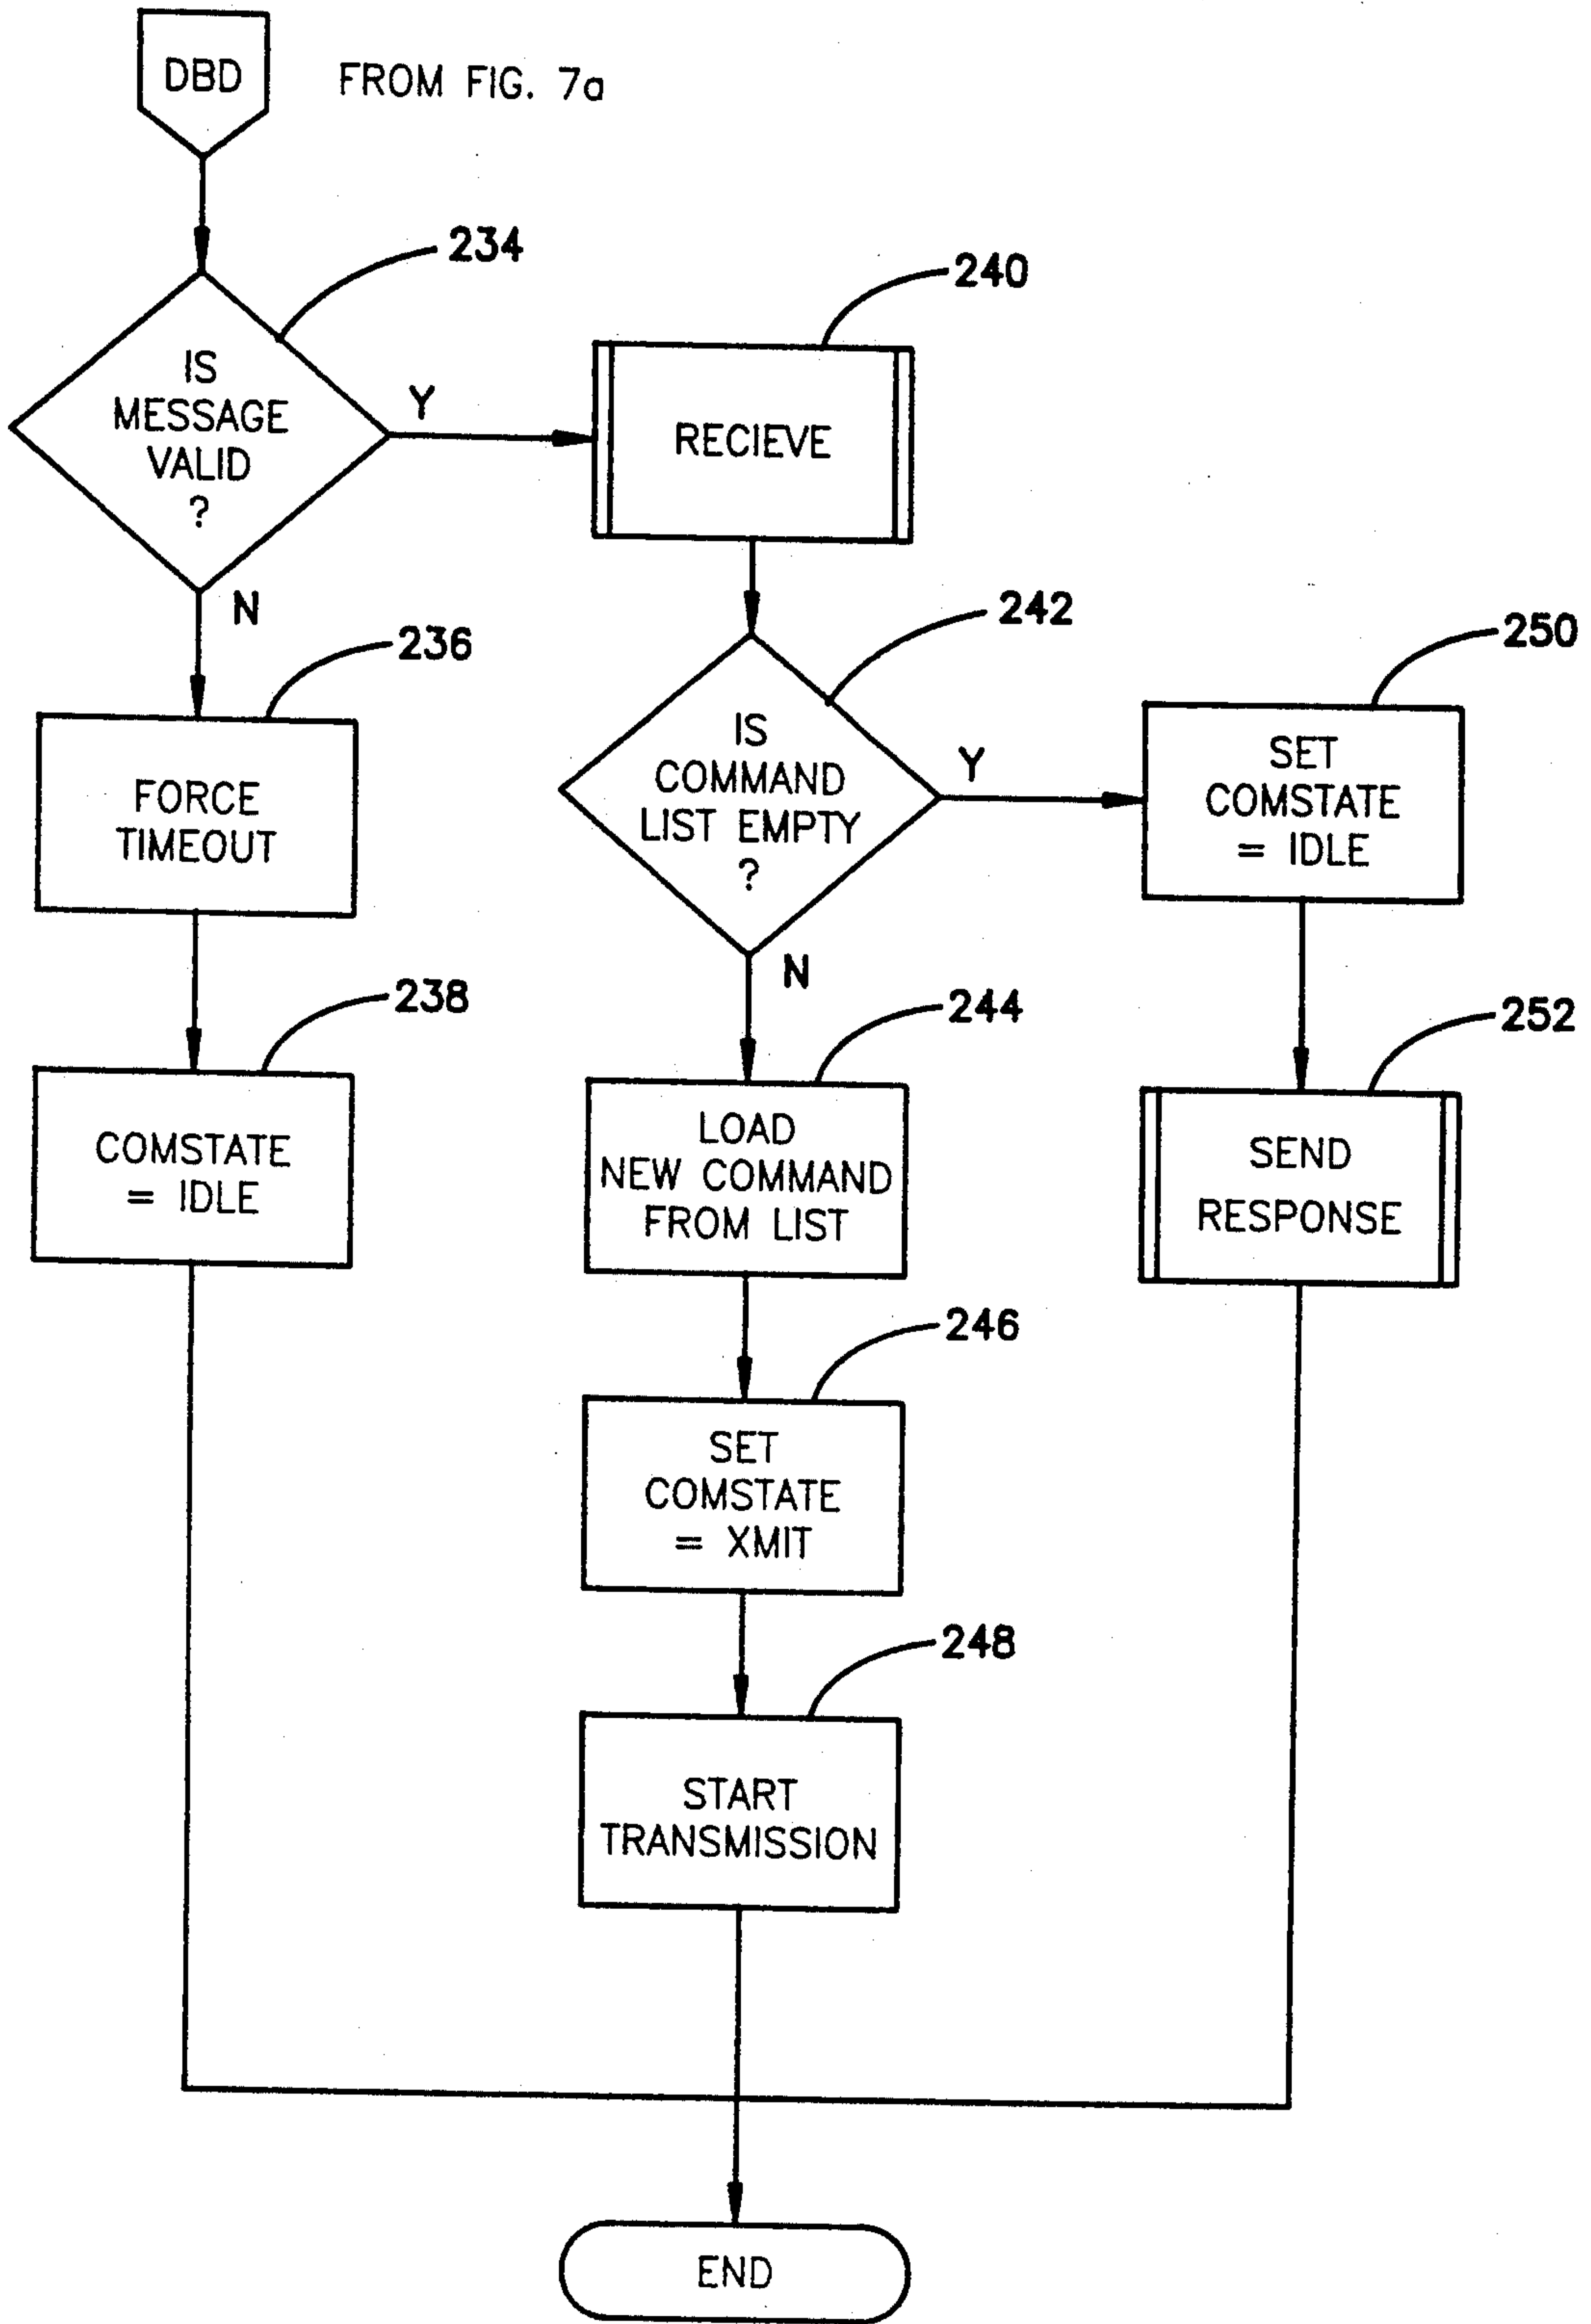 DBD
FROM FIG. 7a
234
IS
MESSAGE
VALID
?
Y
N
240
RECIEVE
236
FORCE
TIMEOUT
238
COMSTATE
= IDLE
242
IS
COMMAND
LIST EMPTY
?
Y
N
250
SET
COMSTATE
= IDLE
252
SEND
RESPONSE
244
LOAD
NEW COMMAND
FROM LIST
246
SET
COMSTATE
= XMIT
248
START
TRANSMISSION
END